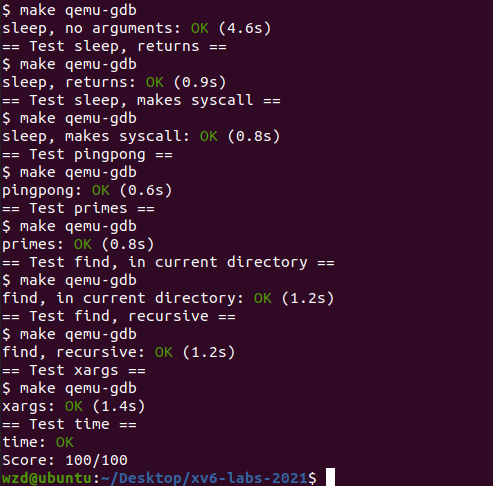 $ make qemu-gdb
sleep, no arguments: OK (4.6s)
== Test sleep, returns ==
$ make qemu-gdb
sleep, returns: OK (0.9s)
== Test sleep, makes syscall ==
$ make qemu-gdb
sleep, makes syscall: OK (0.8s)
== Test pingpong ==
$ make qemu-gdb
pingpong: OK (0.6s)
== Test primes ==
$ make qemu-gdb
primes: OK (0.8s)
== Test find, in current directory ==
$ make qemu-gdb
find, in current directory: OK (1.2s)
== Test find, recursive ==
$ make qemu-gdb
find, recursive: OK (1.2s)
== Test xargs ==
$ make qemu-gdb
xargs: OK (1.4s)
== Test time ==
time: OK
Score: 100/100
wzd@ubuntu:~/Desktop/xv6-labs-2021$